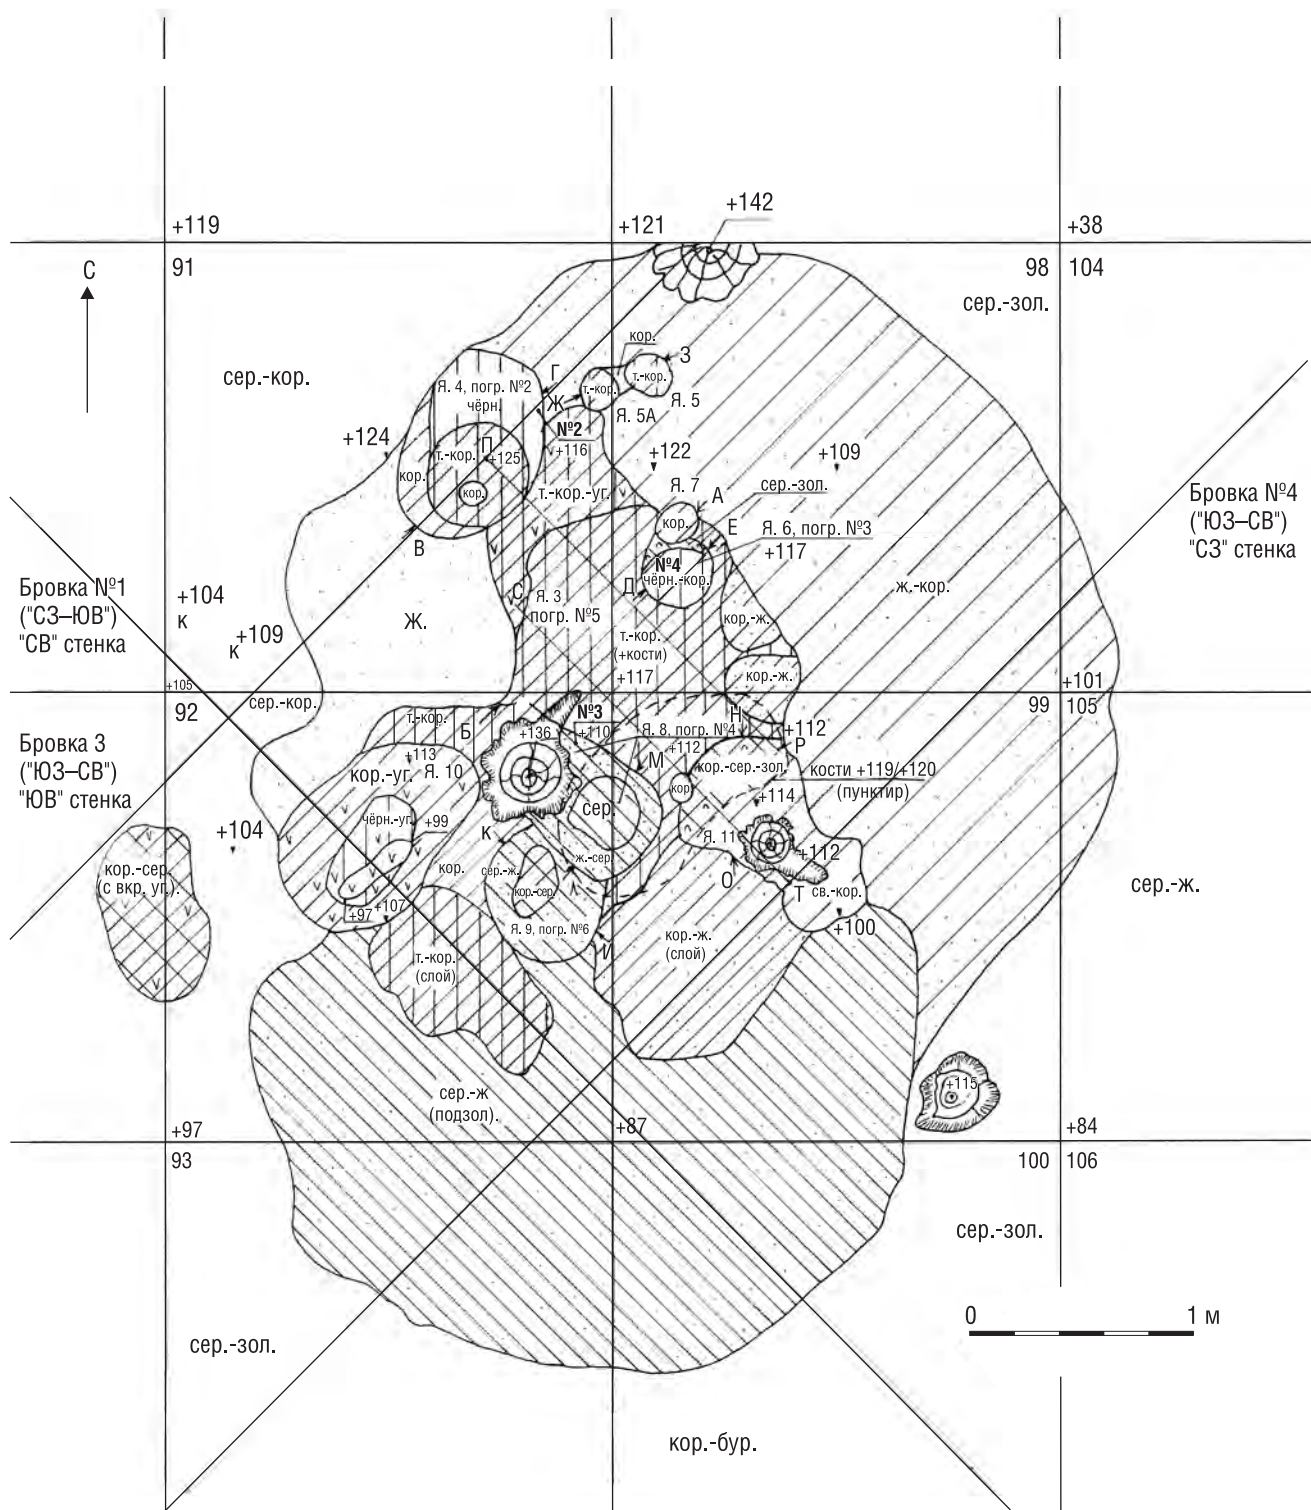 +142
+119
+121
+38
С
91
98
104
сер.-зол.
кор.
З
сер.-кор.
Г
т.-кор.
т.-кор.
Я. 4, погр. №2
чёрн.
Ж
Я. 5
Я. 5А
+124
№2
+116
П
т.-кор.
+125
+122
+109
кор.
кор.
т.-кор.-уг.
Я. 7
А
сер.-зол.
кор.
Е
Я. 6, погр. №3
+117
В
Бровка №4
("ЮЗ–СВ")
"СЗ" стенка
№4
чёрн.-кор.
Д
Бровка №1
("СЗ–ЮВ")
"СВ" стенка
+104
к
+109
к
Ж.
С
Я. 3
погр. №5
ж.-кор.
кор.-ж.
т.-кор.
(+кости)
+117
кор.-ж.
+105
92
сер.-кор.
+101
99
105
т.-кор.
Б
№3
+110
+136
Н
Я. 8, погр. №4
+112
Р
Бровка 3
("ЮЗ–СВ")
"ЮВ" стенка
+113
кор.-уг.
Я. 10
М
+112
кор.-сер.-зол.
кости +119/+120
(пунктир)
кор.
сер.
+114
чёрн.-уг.
+99
+104
К
Я. 11
+112
кор.-сер.
(с вкр. уг.).
кор.
сер.-ж.
ж.-сер.
кор.-сер.
Л
О
Т
св.-кор.
сер.-ж.
+97
+107
+100
Я. 9, погр. №6
И
кор.-ж.
(слой)
т.-кор.
(слой)
+115
сер.-ж
(подзол).
+97
+87
+84
93
100
106
сер.-зол.
0
1 м
сер.-зол.
кор.-бур.